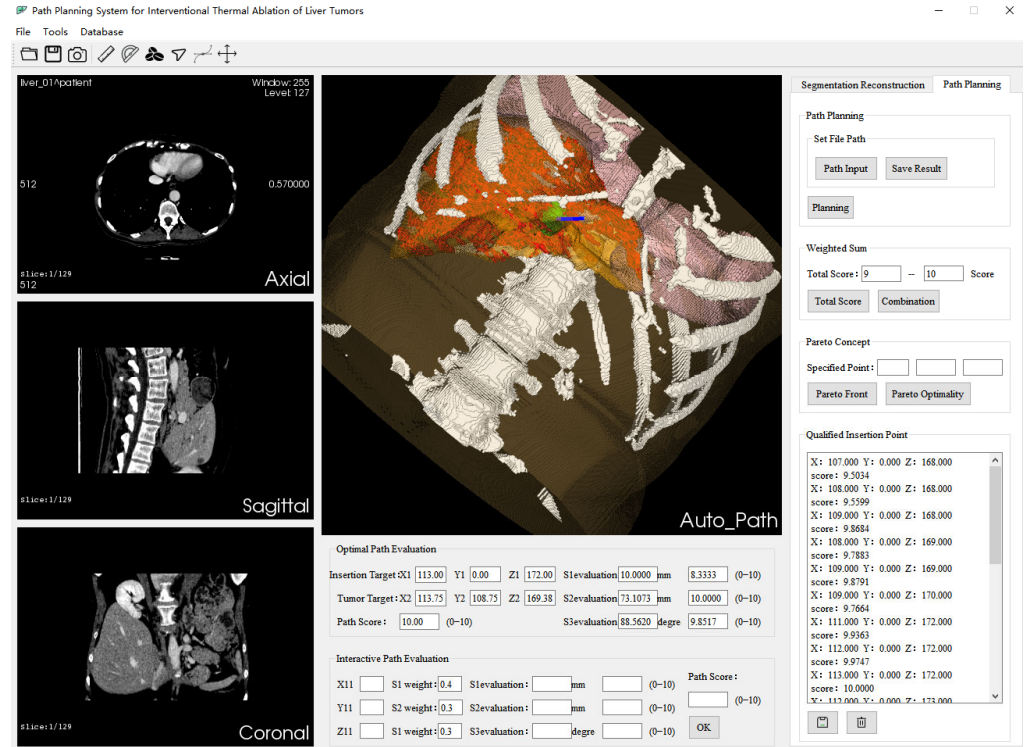 Path Planning System for Interventional Thermal Ablation of Liver Tumors
File Tools Database
liver_01^patient
Window: 255
Level: 127
512
0.570000
slice:1/129
512
Axial
slice:1/129
Sagittal
slice:1/129
Coronal
Auto_Path
Optimal Path Evaluation
Insertion Target:X1 113.00 Y1 0.00 Z1 172.00 S1evaluation 10.0000 mm 8.3333 (0-10)
Tumor Target:X2 113.75 Y2 108.75 Z2 169.38 S2evaluation 73.1073 mm 10.0000 (0-10)
Path Score: 10.00 (0-10) S3evaluation 88.5620 degre 9.8517 (0-10)
Interactive Path Evaluation
X11 S1 weight: 0.4 S1evaluation: mm (0-10) Path Score:
Y11 S2 weight: 0.3 S2evaluation: mm (0-10) (0-10)
Z11 S1 weight: 0.3 S3evaluation: degre (0-10) OK
Segmentation Reconstruction Path Planning
Path Planning
Set File Path
Path Input Save Result
Planning
Weighted Sum
Total Score: 9 -- 10 Score
Total Score Combination
Pareto Concept
Specified Point:
Pareto Front Pareto Optimality
Qualified Insertion Point
X: 107.000 Y: 0.000 Z: 168.000
score: 9.5034
X: 108.000 Y: 0.000 Z: 168.000
score: 9.5599
X: 109.000 Y: 0.000 Z: 168.000
score: 9.8684
X: 108.000 Y: 0.000 Z: 169.000
score: 9.7883
X: 109.000 Y: 0.000 Z: 169.000
score: 9.8791
X: 109.000 Y: 0.000 Z: 170.000
score: 9.7664
X: 111.000 Y: 0.000 Z: 172.000
score: 9.9363
X: 112.000 Y: 0.000 Z: 172.000
score: 9.9747
X: 113.000 Y: 0.000 Z: 172.000
score: 10.0000
X: 112.000 Y: 0.000 Z: 173.000